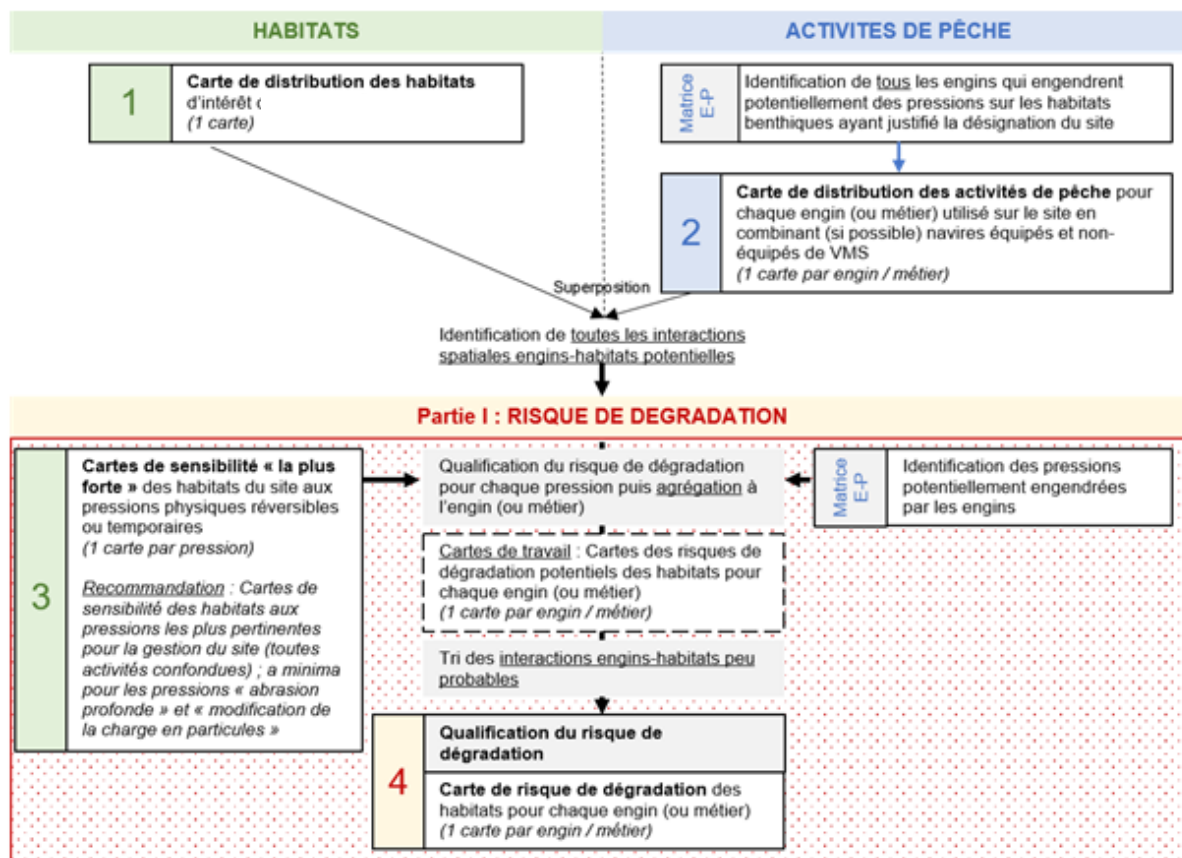 HABITATS
ACTIVITES DE PÊCHE
1
Carte de distribution des habitats
d'intérêt
(1 carte)
Matrice
E-P
Identification de tous les engins qui engendrent
potentiellement des pressions sur les habitats
benthiques ayant justifié la désignation du site
2
Carte de distribution des activités de pêche pour
chaque engin (ou métier) utilisé sur le site en
combinant (si possible) navires équipés et non-
équipés de VMS
(1 carte par engin / métier)
Superposition
Identification de toutes les interactions
spatiales engins-habitats potentielles
Partie I : RISQUE DE DEGRADATION
3
Cartes de sensibilité « la plus
forte » des habitats du site aux
pressions physiques réversibles
ou temporaires
(1 carte par pression)
Recommandation : Cartes de
sensibilité des habitats aux
pressions les plus pertinentes
pour la gestion du site (toutes
activités confondues) ; a minima
pour les pressions « abrasion
profonde » et « modification de
la charge en particules »
Qualification du risque de dégradation
pour chaque pression puis agrégation à
l'engin (ou métier)
Matrice
E-P
Identification des pressions
potentiellement engendrées
par les engins
Cartes de travail : Cartes des risques de
dégradation potentiels des habitats pour
chaque engin (ou métier)
(1 carte par engin / métier)
Tri des interactions engins-habitats peu
probables
4
Qualification du risque de
dégradation
Carte de risque de dégradation des
habitats pour chaque engin (ou métier)
(1 carte par engin / métier)